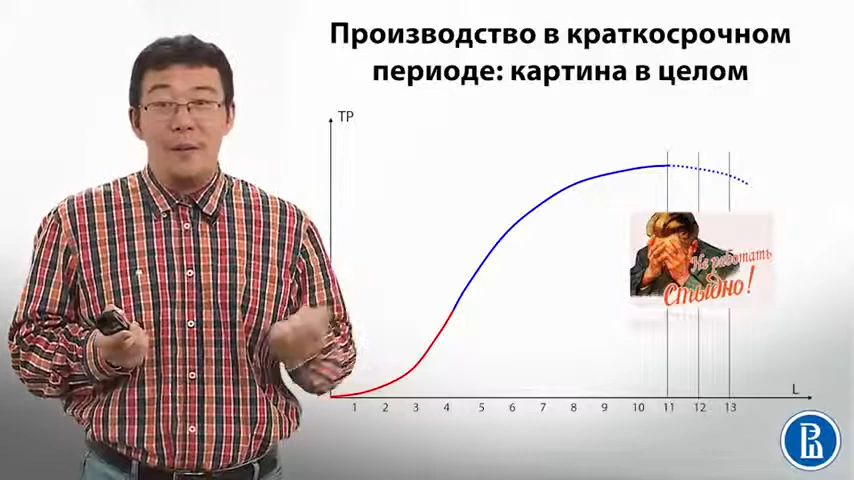 Производство в краткосрочном
периоде: картина в целом
TP
Не работать
Стыдно!
L
1 2 3 4 5 6 7 8 9 10 11 12 13